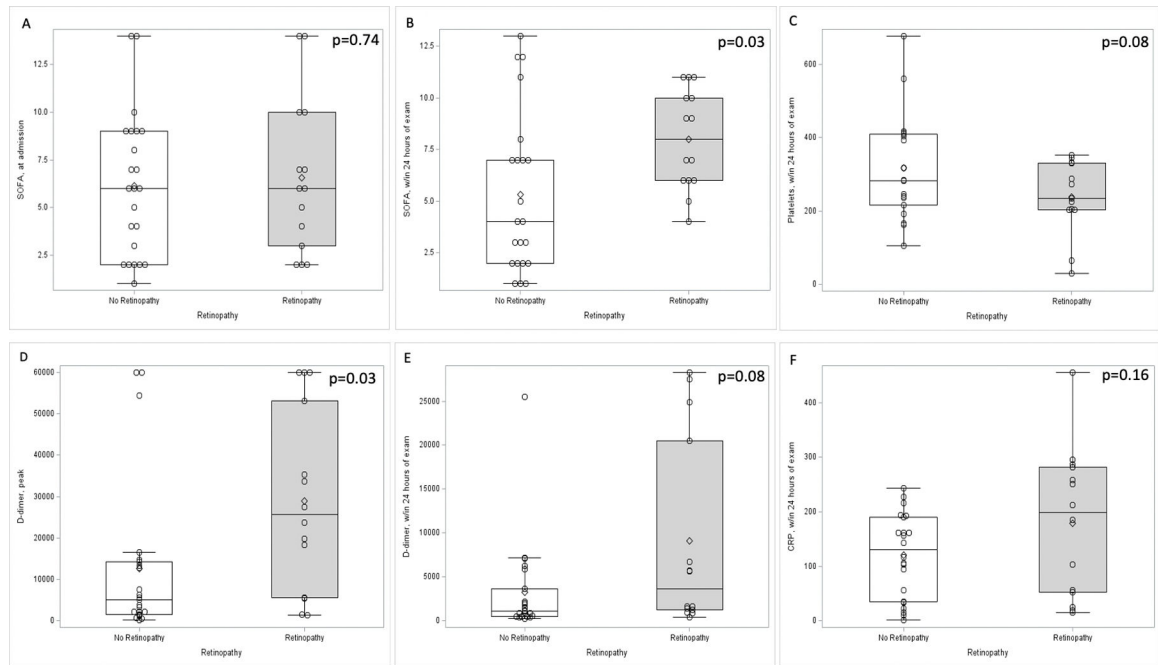 A
p=0.74
SOFA, at admission
12.5
10.0
7.5
5.0
2.5
No Retinopathy
Retinopathy
Retinopathy
B
p=0.03
SOFA, w/in 24 hours of exam
12.5
10.0
7.5
5.0
2.5
No Retinopathy
Retinopathy
Retinopathy
C
p=0.08
Platelets, w/in 24 hours of exam
600
400
200
0
No Retinopathy
Retinopathy
Retinopathy
D
p=0.03
D-dimer, peak
60000
50000
40000
30000
20000
10000
0
No Retinopathy
Retinopathy
Retinopathy
E
p=0.08
D-dimer, w/in 24 hours of exam
25000
20000
15000
10000
5000
0
No Retinopathy
Retinopathy
Retinopathy
F
p=0.16
CRP, w/in 24 hours of exam
400
300
200
100
0
No Retinopathy
Retinopathy
Retinopathy